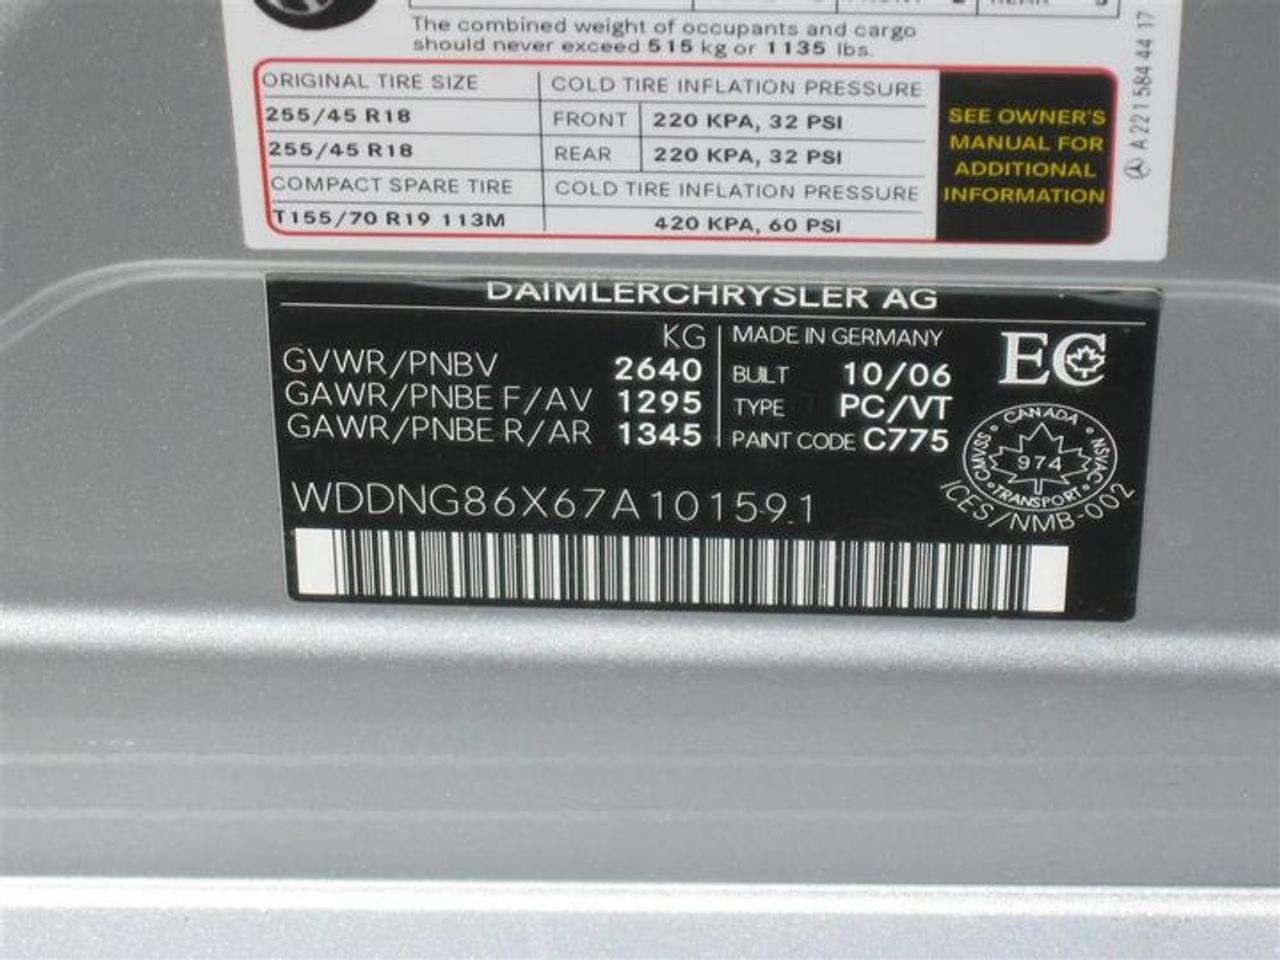 The combined weight of occupants and cargo
should never exceed 515 kg or 1135 lbs.
ORIGINAL TIRE SIZE COLD TIRE INFLATION PRESSURE
255/45 R18 FRONT 220 KPA, 32 PSI
255/45 R18 REAR 220 KPA, 32 PSI
COMPACT SPARE TIRE COLD TIRE INFLATION PRESSURE
T155/70 R19 113M 420 KPA, 60 PSI
SEE OWNER'S
MANUAL FOR
ADDITIONAL
INFORMATION
A 221 584 44 17
DAIMLERCHRYSLER AG
KG
GVWR/PNBV 2640
GAWR/PNBE F/AV 1295
GAWR/PNBE R/AR 1345
MADE IN GERMANY
BUILT 10/06
TYPE PC/VT
PAINT CODE C775
EC
CANADA
CMVSS NSVAC
974
TRANSPORT
ICES/NMB-002
WDDNG86X67A101591